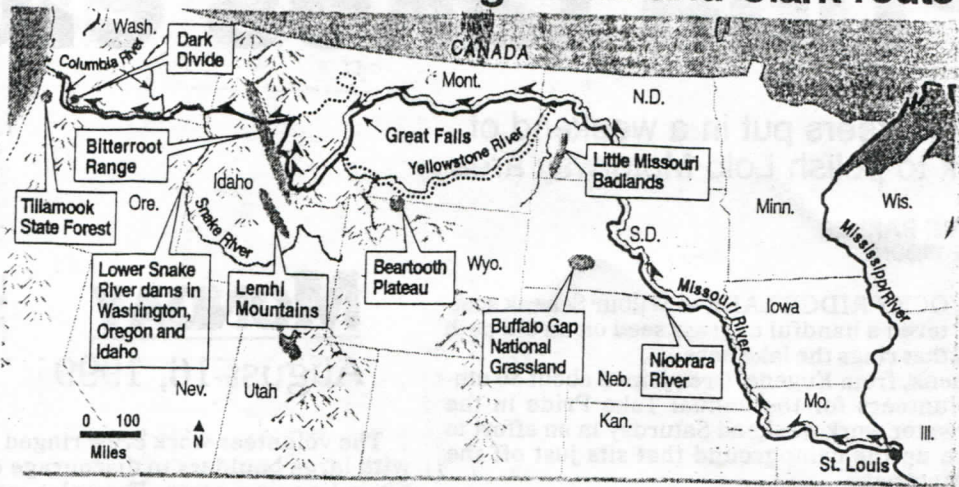 Clark route
CANADA
Wash.
Columbia River
Dark
Divide
Mont.
N.D.
Great Falls
Yellowstone River
Bitterroot
Range
Little Missouri
Badlands
Minn.
Wis.
Idaho
Tillamook
State Forest
Ore.
Snake River
S.D.
Mississippi River
Lower Snake
River dams in
Washington,
Oregon and
Idaho
Lemhi
Mountains
Beartooth
Plateau
Wyo.
Missouri River
Iowa
Buffalo Gap
National
Grassland
Niobrara
River
Nev.
Utah
Neb.
Kan.
Mo.
Ill.
0 100
Miles
St. Louis